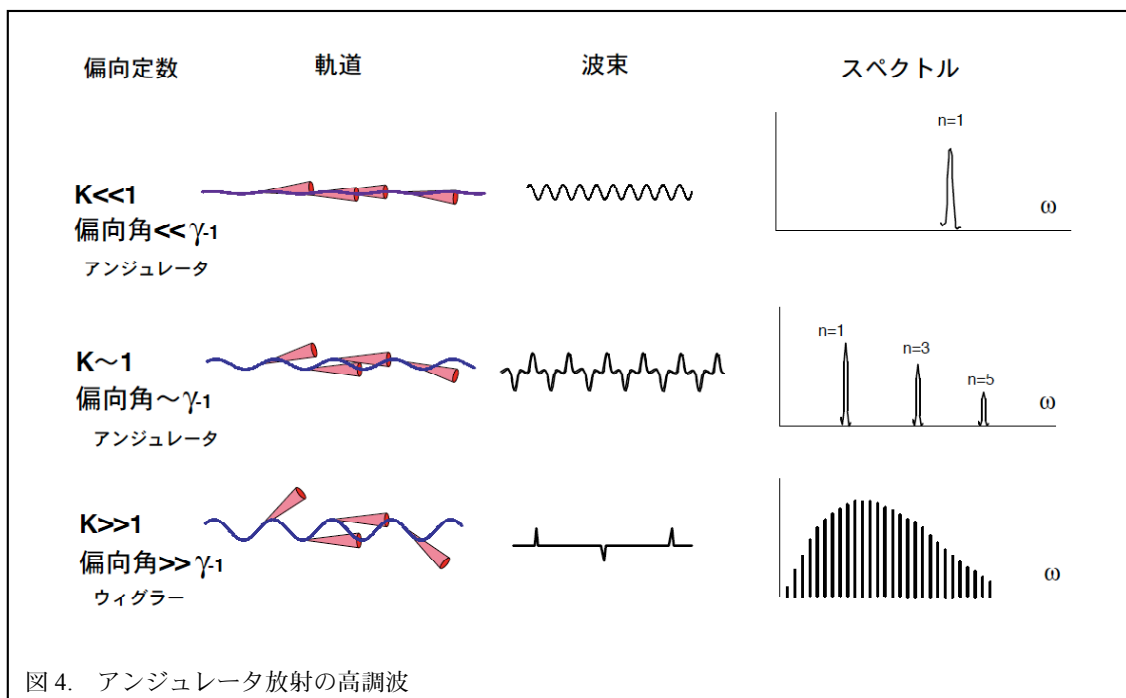 偏向定数 軌道 波束 スペクトル
n=1
K<<1
偏向角<<γ-1
アンジュレータ
ω
n=1
n=3
n=5
K～1
偏向角～γ-1
アンジュレータ
ω
K>>1
偏向角>>γ-1
ウィグラー
ω
図 4. アンジュレータ放射の高調波